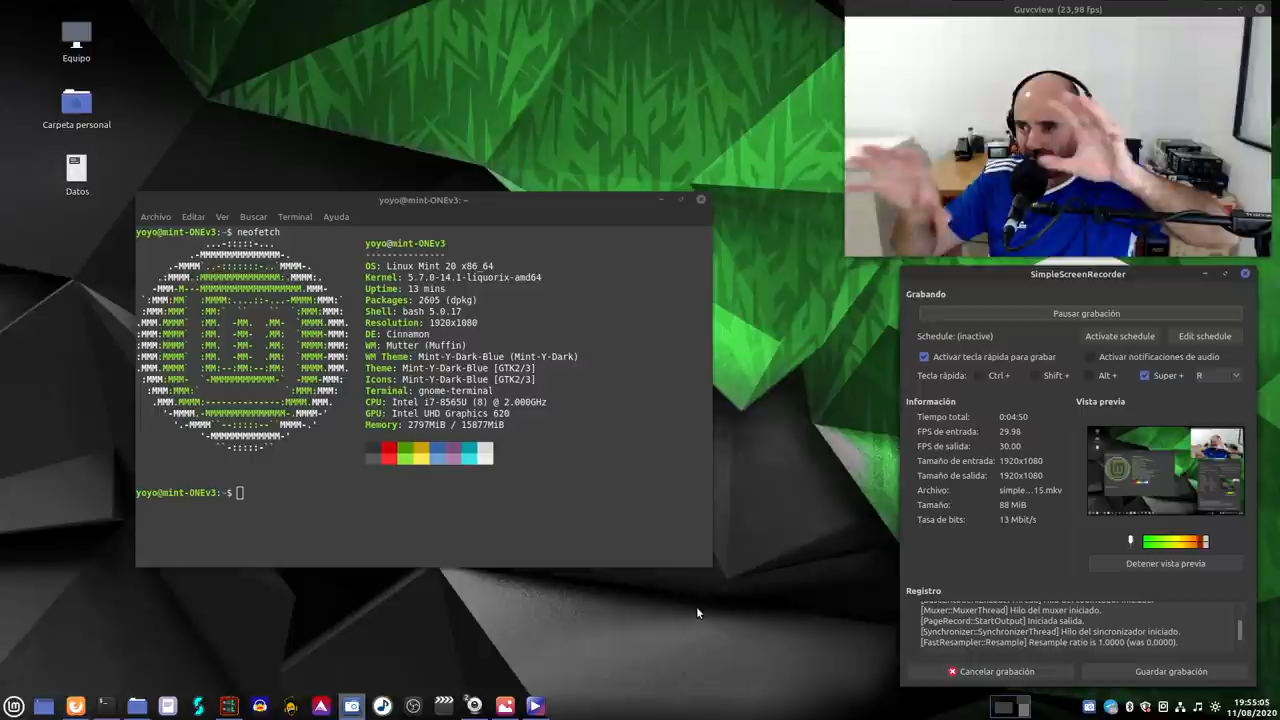 Guvcview (23,98 fps)
Equipo
Carpeta personal
Datos
yoyo@mint-ONEv3: ~
Archivo Editar Ver Buscar Terminal Ayuda
yoyo@mint-ONEv3:~$ neofetch
yoyo@mint-ONEv3
---------------
OS: Linux Mint 20 x86_64
Kernel: 5.7.0-14.1-liquorix-amd64
Uptime: 13 mins
Packages: 2605 (dpkg)
Shell: bash 5.0.17
Resolution: 1920x1080
DE: Cinnamon
WM: Mutter (Muffin)
WM Theme: Mint-Y-Dark-Blue (Mint-Y-Dark)
Theme: Mint-Y-Dark-Blue [GTK2/3]
Icons: Mint-Y-Dark-Blue [GTK2/3]
Terminal: gnome-terminal
CPU: Intel i7-8565U (8) @ 2.000GHz
GPU: Intel UHD Graphics 620
Memory: 2797MiB / 15877MiB
yoyo@mint-ONEv3:~$
SimpleScreenRecorder
Grabando
Pausar grabación
Schedule: (inactive) Activate schedule Edit schedule
Activar tecla rápida para grabar Activar notificaciones de audio
Tecla rápida: Ctrl + Shift + Alt + Super + R
Información
Tiempo total: 0:04:50
FPS de entrada: 29.98
FPS de salida: 30.00
Tamaño de entrada: 1920x1080
Tamaño de salida: 1920x1080
Archivo: simple...15.mkv
Tamaño: 88 MiB
Tasa de bits: 13 Mbit/s
Vista previa
Detener vista previa
Registro
[Muxer::MuxerThread] Hilo del muxer iniciado.
[PageRecord::StartOutput] Iniciada salida.
[Synchronizer::SynchronizerThread] Hilo del sincronizador iniciado.
[FastResampler::Resample] Resample ratio is 1.0000 (was 0.0000).
Cancelar grabación Guardar grabación
19:55:05
11/08/2020